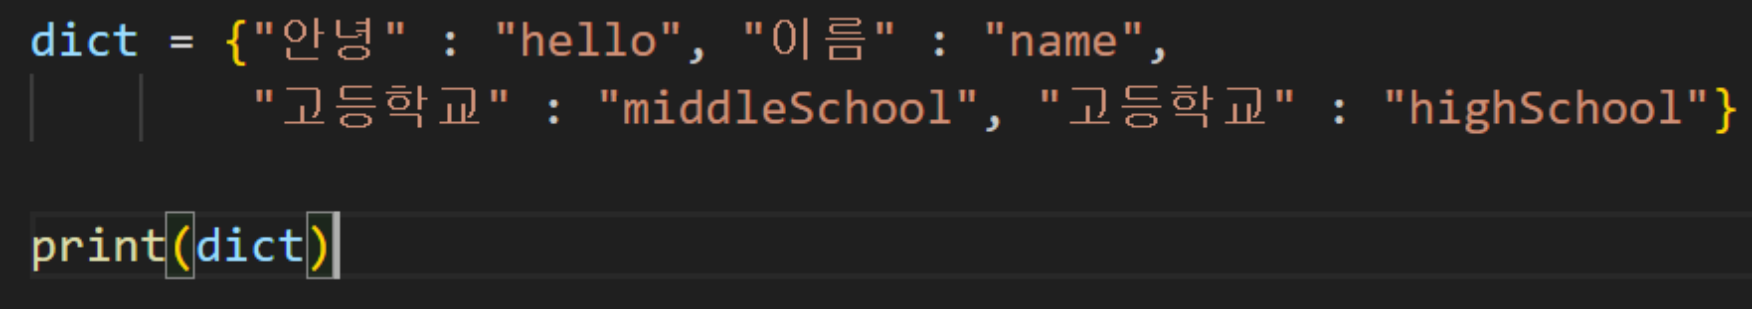 dict = {"안녕" : "hello", "이름" : "name",
"고등학교" : "middleSchool", "고등학교" : "highSchool"}
print(dict)